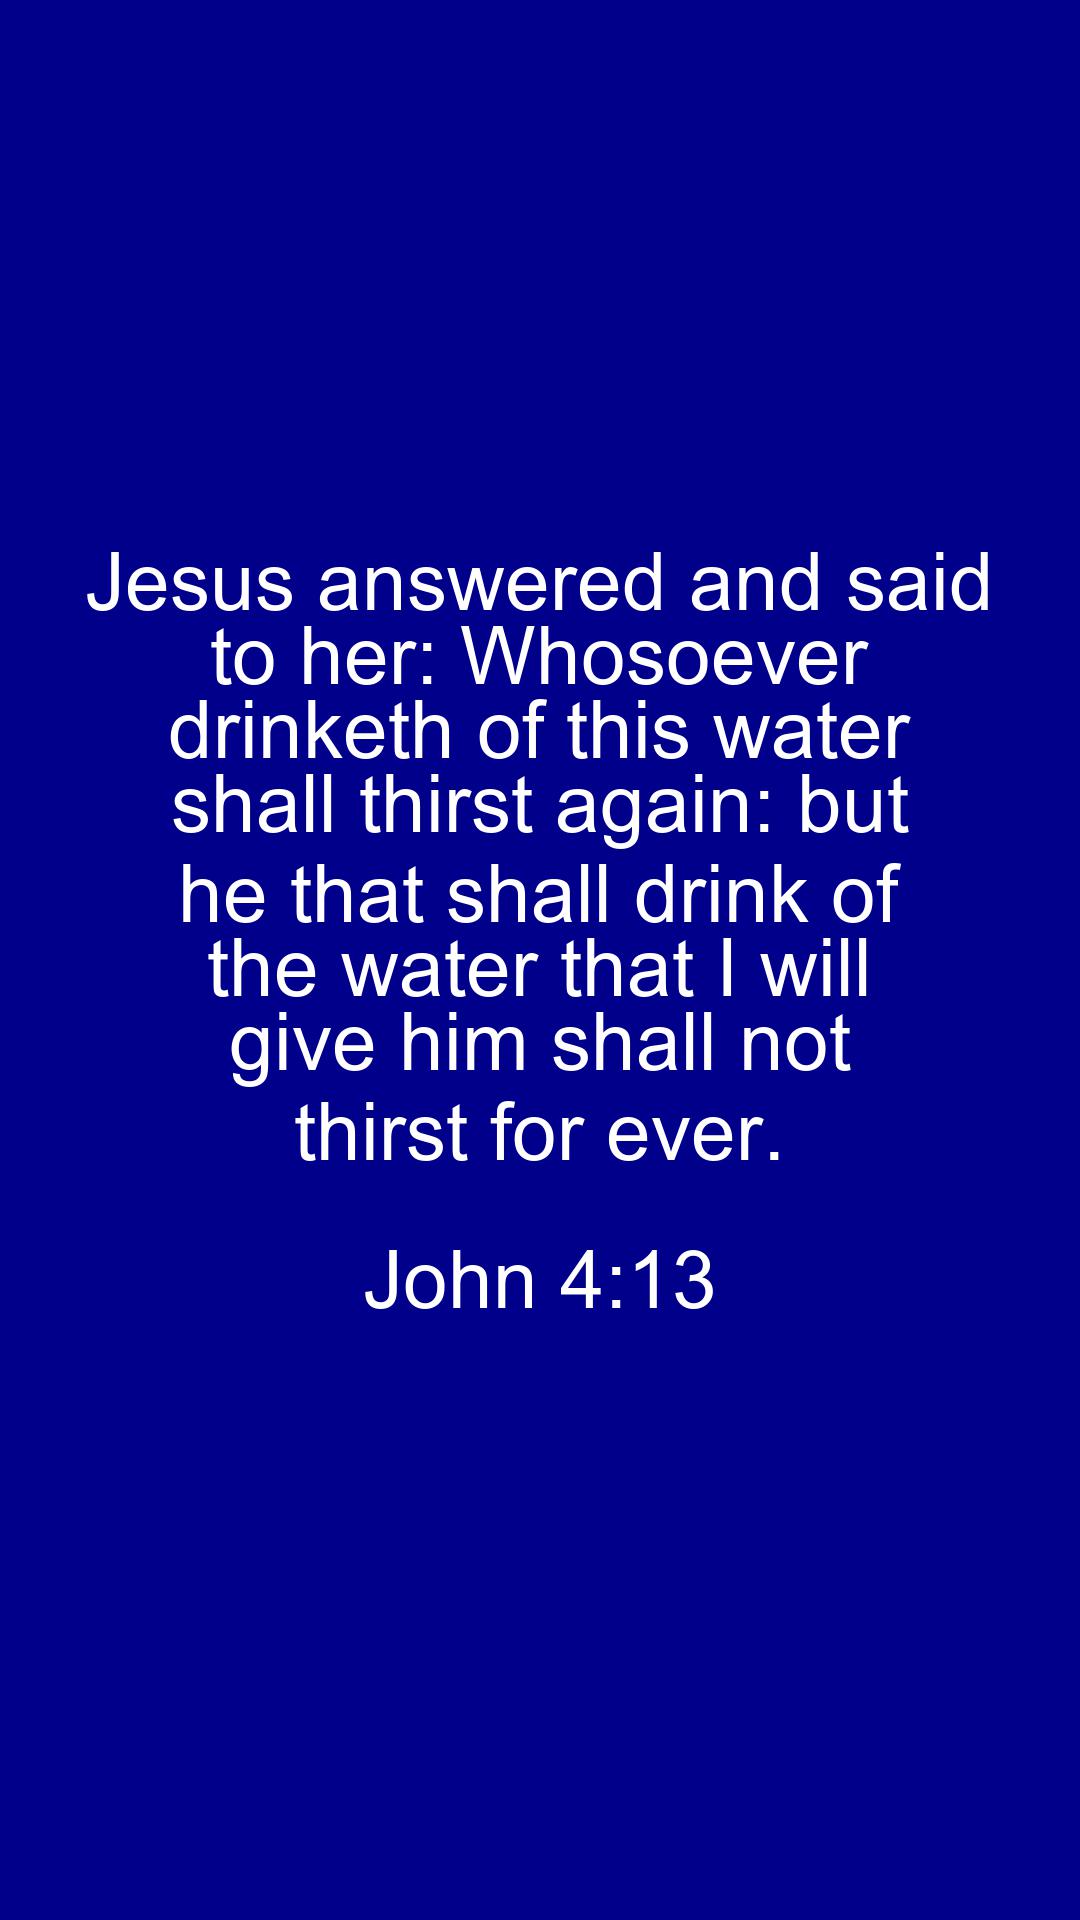 Jesus answered and said
to her: Whosoever
drinketh of this water
shall thirst again: but
he that shall drink of
the water that I will
give him shall not
thirst for ever.
John 4:13